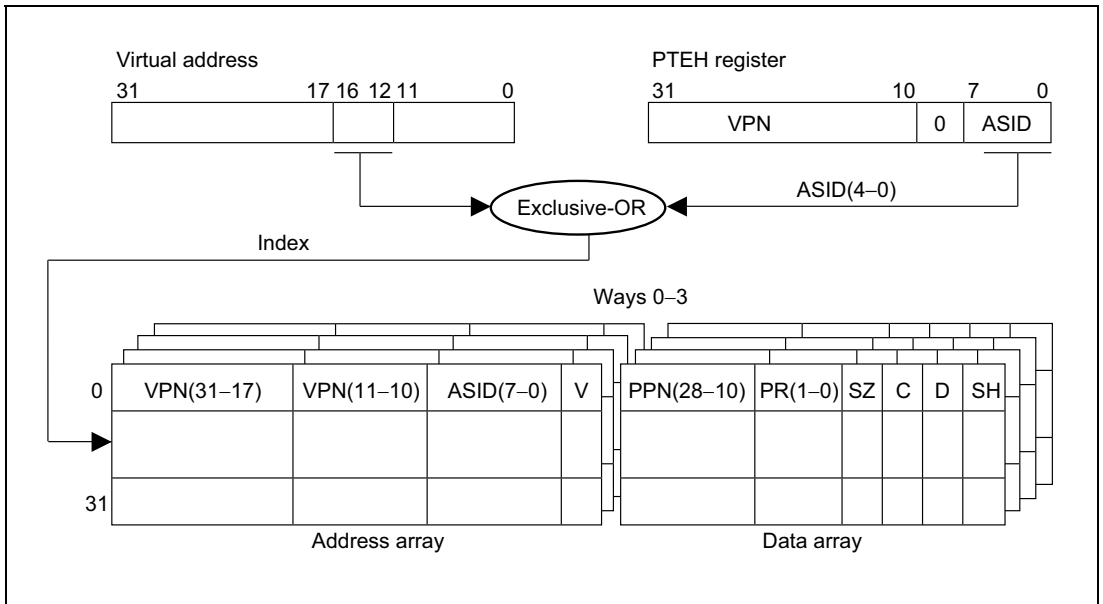 Virtual address
31 17 16 12 11 0
PTEH register
31 10 7 0
VPN 0 ASID
ASID(4–0)
Exclusive-OR
Index
Ways 0–3
0 VPN(31–17) VPN(11–10) ASID(7–0) V PPN(28–10) PR(1–0) SZ C D SH
31
Address array
Data array